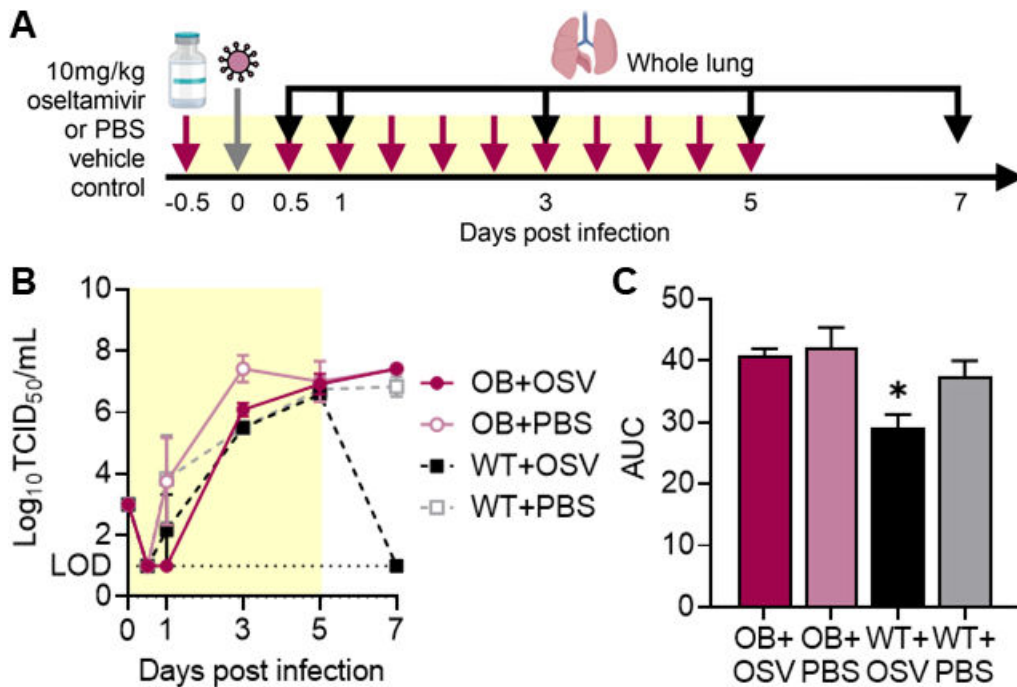 A
10mg/kg
oseltamivir
or PBS
vehicle
control
Whole lung
-0.5 0 0.5 1 3 5 7
Days post infection
B
10
8
6
4
2
0
LOD
Log10TCID50/mL
0 1 3 5 7
Days post infection
OB+OSV
OB+PBS
WT+OSV
WT+PBS
C
50
40
30
20
10
0
AUC
*
OB+ OB+ WT+ WT+
OSV PBS OSV PBS